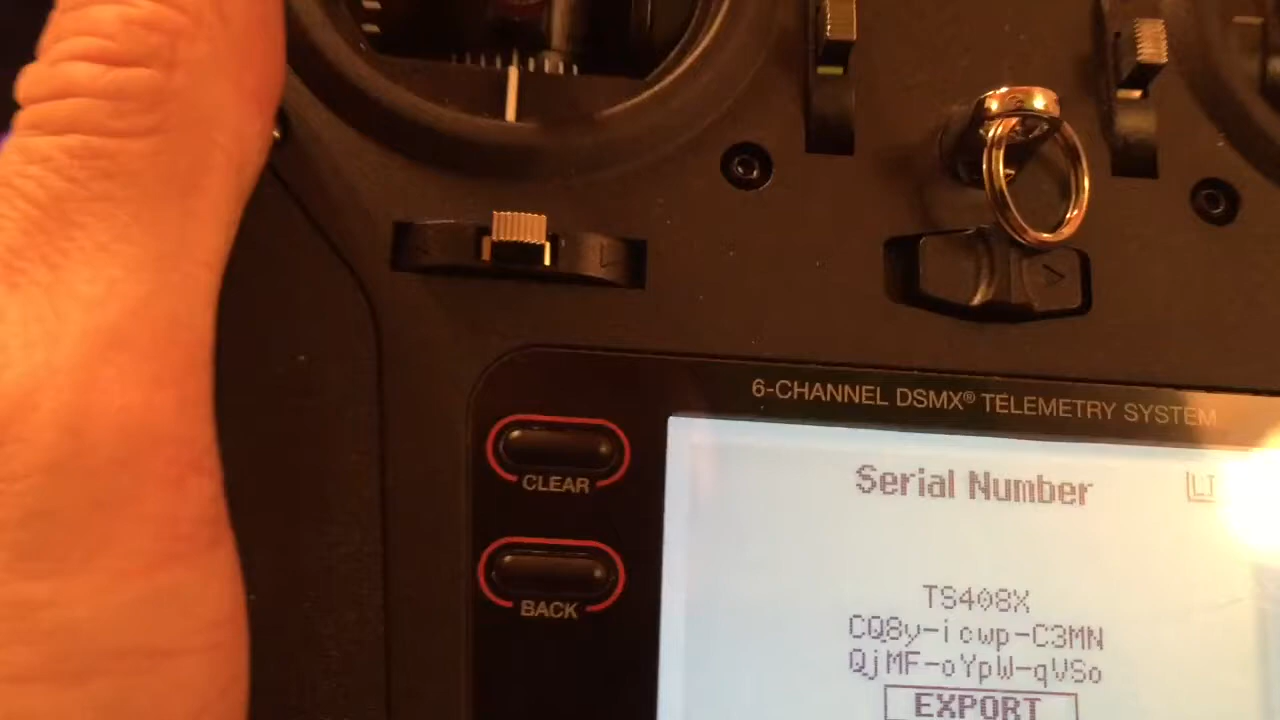 6-CHANNEL DSMX® TELEMETRY SYSTEM
CLEAR
BACK
Serial Number
TS408X
CQ8y-icwp-C3MN
QjMF-oYpW-qVSo
EXPORT